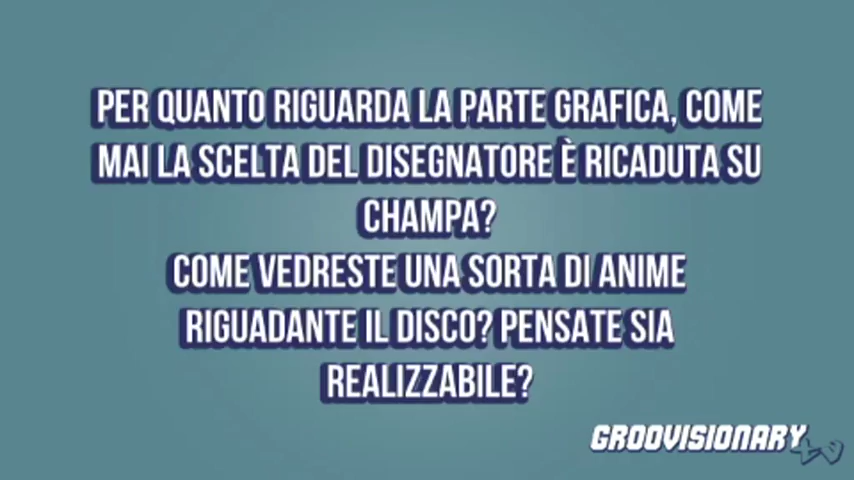 PER QUANTO RIGUARDA LA PARTE GRAFICA, COME
MAI LA SCELTA DEL DISEGNATORE È RICADUTA SU
CHAMPA?
COME VEDRESTE UNA SORTA DI ANIME
RIGUADANTE IL DISCO? PENSATE SIA
REALIZZABILE?
GROOVISIONARY
tv